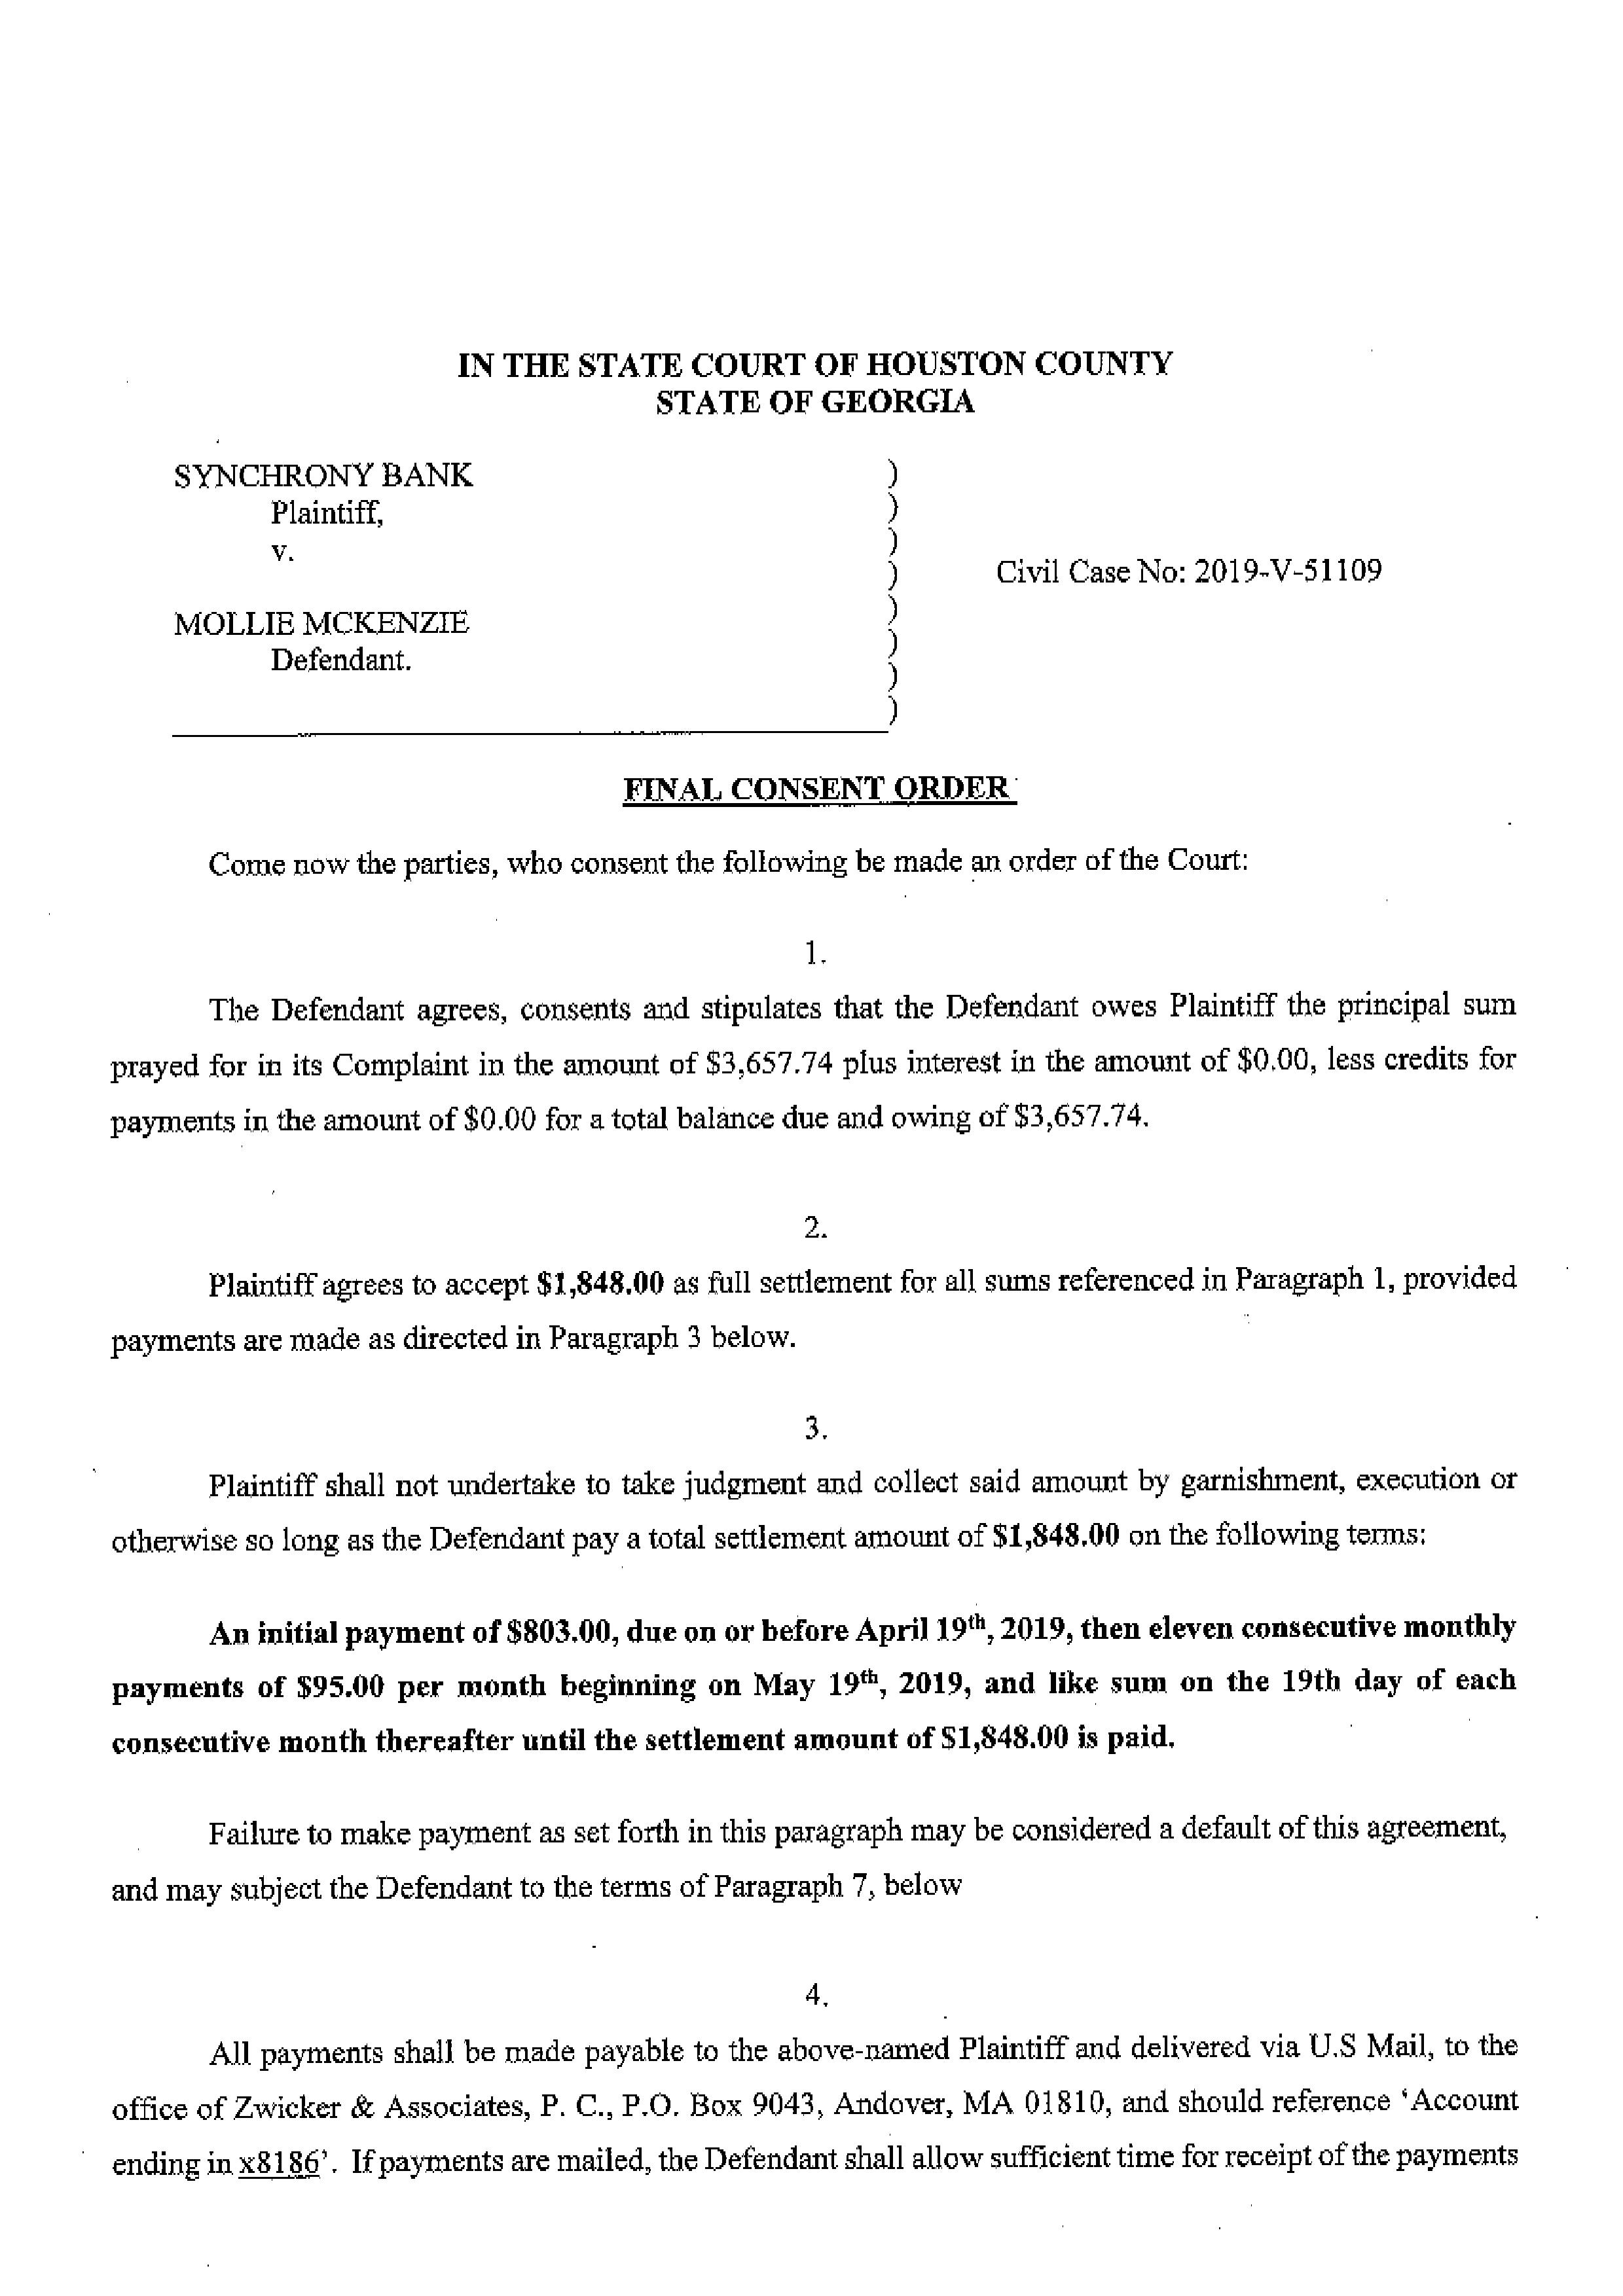 IN THE STATE COURT OF HOUSTON COUNTY
STATE OF GEORGIA
SYNCHRONY BANK
Plaintiff,
v.
MOLLIE MCKENZIE
Defendant.
)
)
)
)
)
)
)
)
Civil Case No: 2019-V-51109
FINAL CONSENT ORDER
Come now the parties, who consent the following be made an order of the Court:
1.
The Defendant agrees, consents and stipulates that the Defendant owes Plaintiff the principal sum
prayed for in its Complaint in the amount of $3,657.74 plus interest in the amount of $0.00, less credits for
payments in the amount of $0.00 for a total balance due and owing of $3,657.74.
2.
Plaintiff agrees to accept $1,848.00 as full settlement for all sums referenced in Paragraph 1, provided
payments are made as directed in Paragraph 3 below.
3.
Plaintiff shall not undertake to take judgment and collect said amount by garnishment, execution or
otherwise so long as the Defendant pay a total settlement amount of $1,848.00 on the following terms:
An initial payment of $803.00, due on or before April 19th, 2019, then eleven consecutive monthly
payments of $95.00 per month beginning on May 19th, 2019, and like sum on the 19th day of each
consecutive month thereafter until the settlement amount of $1,848.00 is paid.
Failure to make payment as set forth in this paragraph may be considered a default of this agreement,
and may subject the Defendant to the terms of Paragraph 7, below
4.
All payments shall be made payable to the above-named Plaintiff and delivered via U.S Mail, to the
office of Zwicker & Associates, P. C., P.O. Box 9043, Andover, MA 01810, and should reference ‘Account
ending in x8186’. If payments are mailed, the Defendant shall allow sufficient time for receipt of the payments